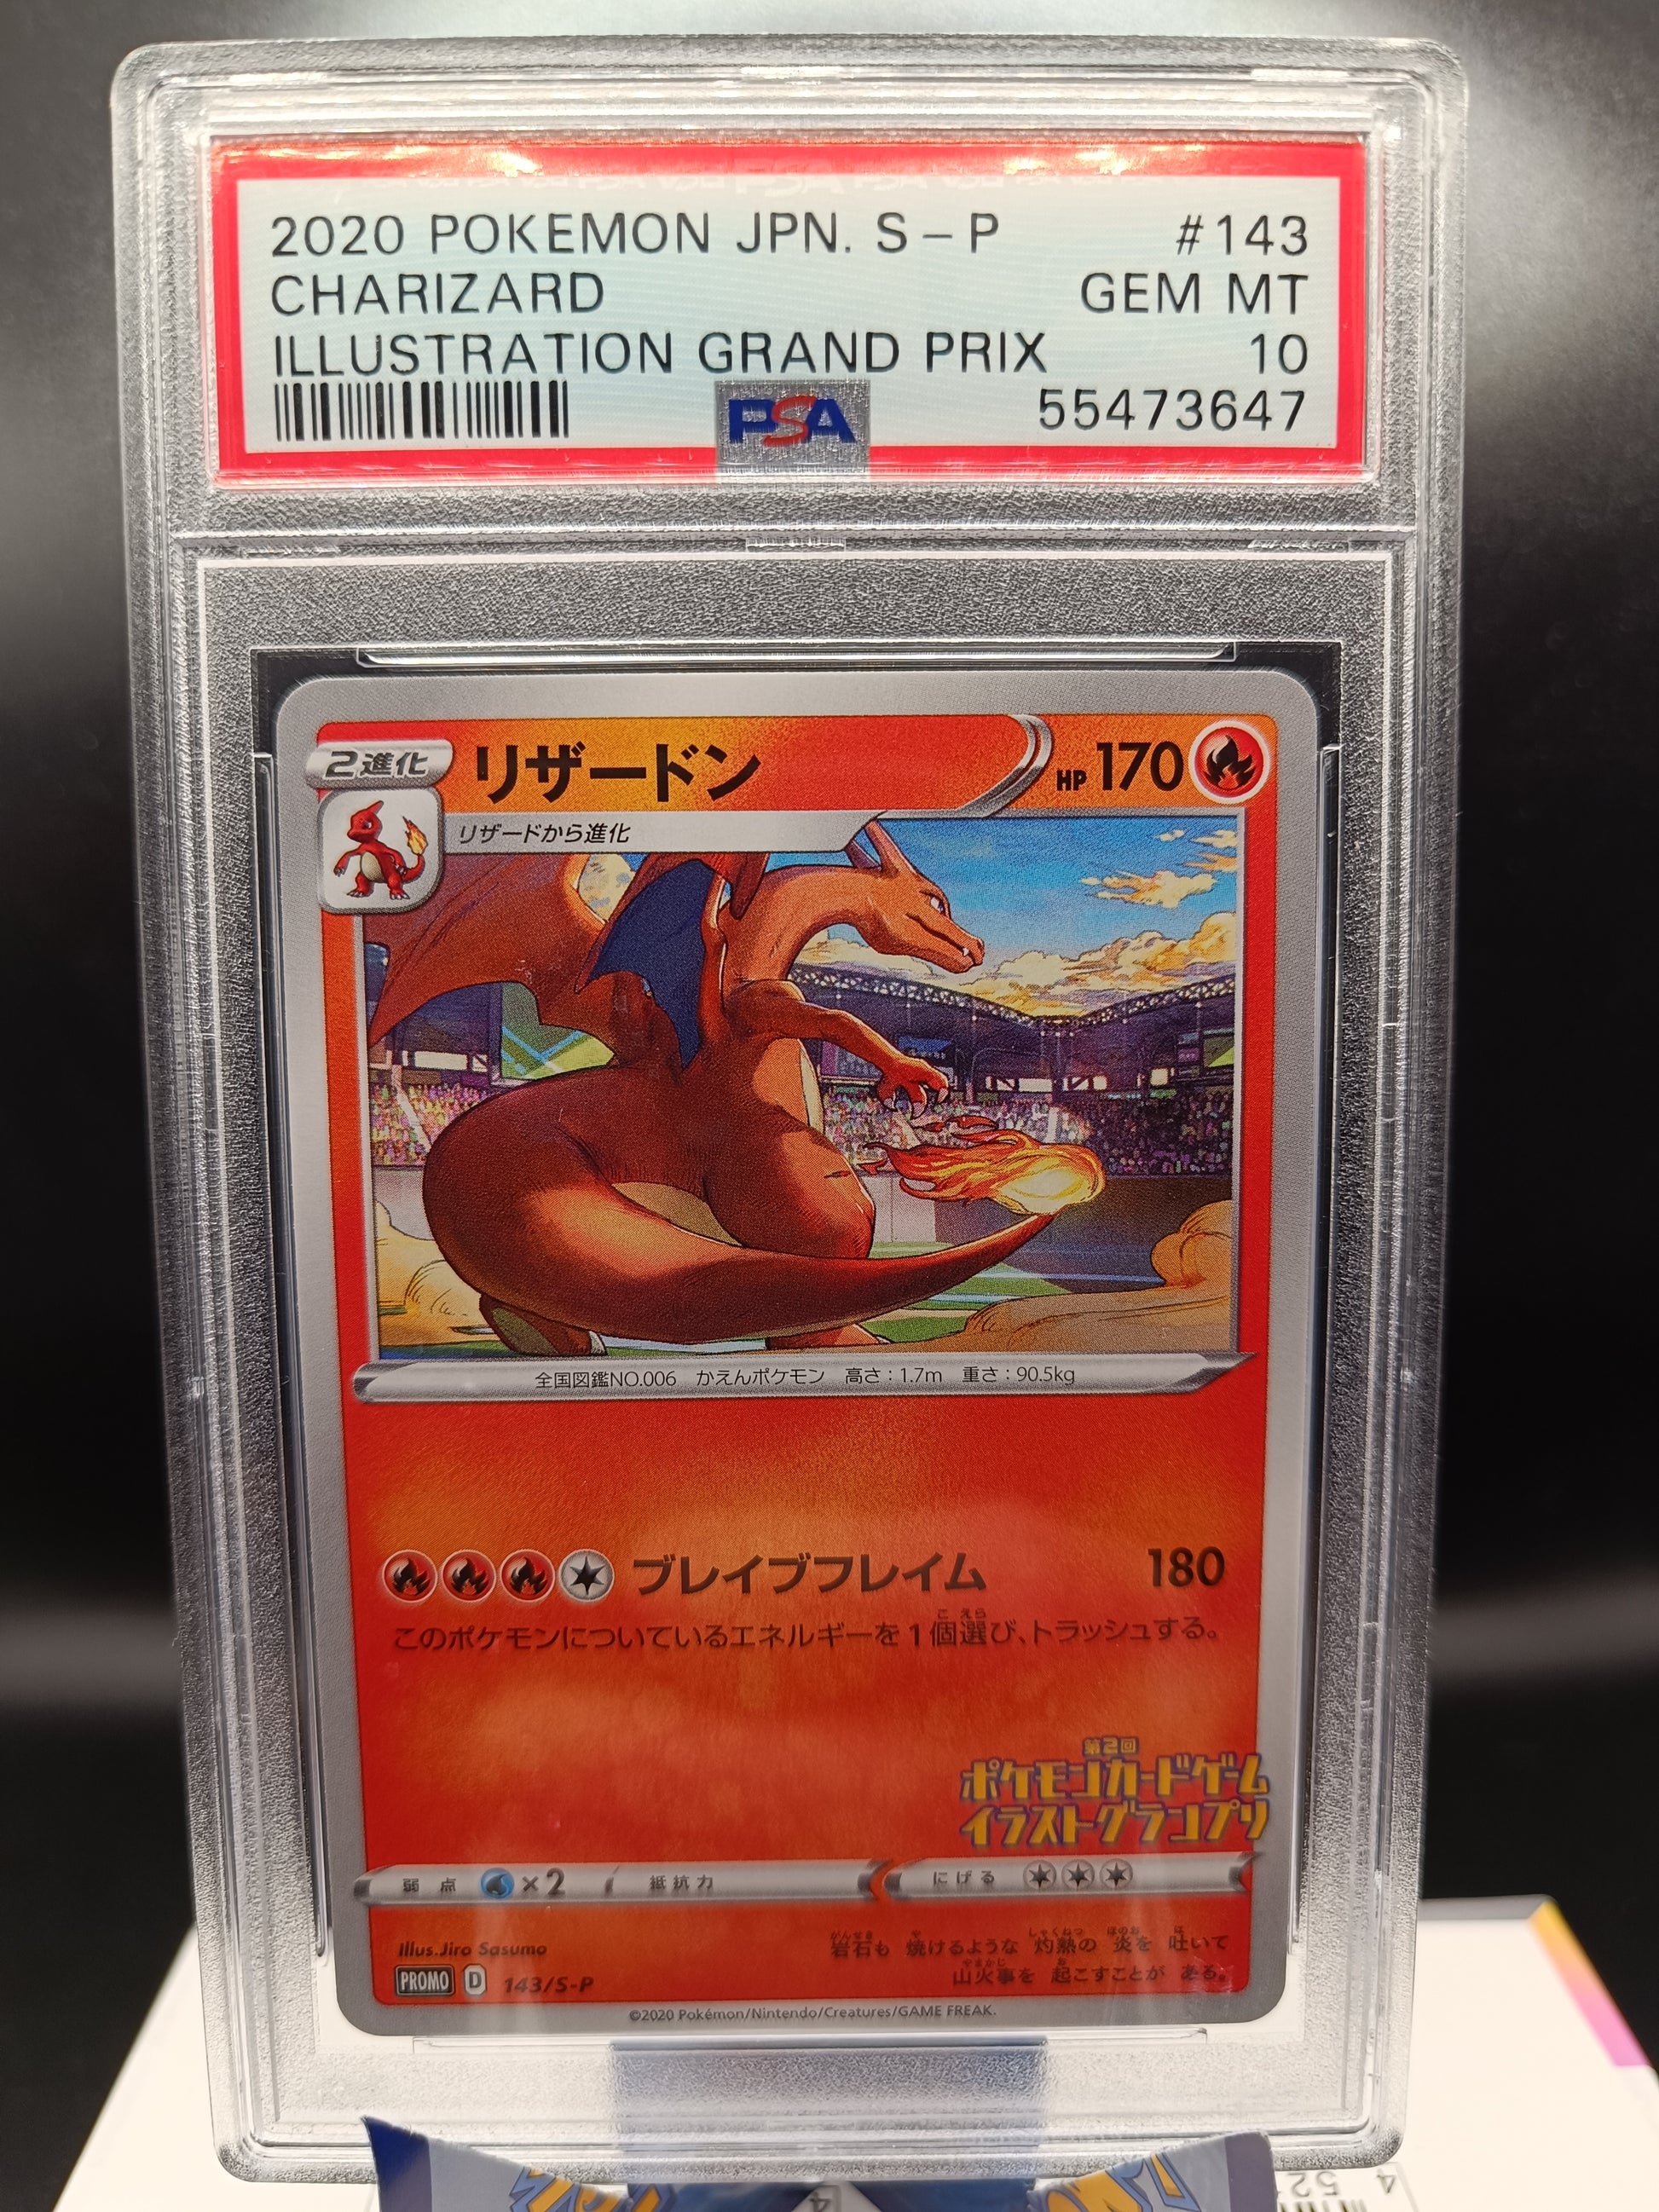 2020 POKEMON JPN. S-P #143
CHARIZARD GEM MT
ILLUSTRATION GRAND PRIX 10
PSA 55473647
2進化 リザードン HP 170
リザードから進化
全国図鑑NO.006 かえんポケモン 高さ:1.7m 重さ:90.5kg
ブレイブフレイム 180
このポケモンについているエネルギーを1個選び、トラッシュする。
第2回
ポケモンカードゲーム
イラストグランプリ
弱点 ×2 抵抗力 にげる
Illus.Jiro Sasumo
岩石も 焼けるような 灼熱の 炎を 吐いて
山火事を 起こすことが ある。
PROMO D 143/S-P
©2020 Pokémon/Nintendo/Creatures/GAME FREAK.